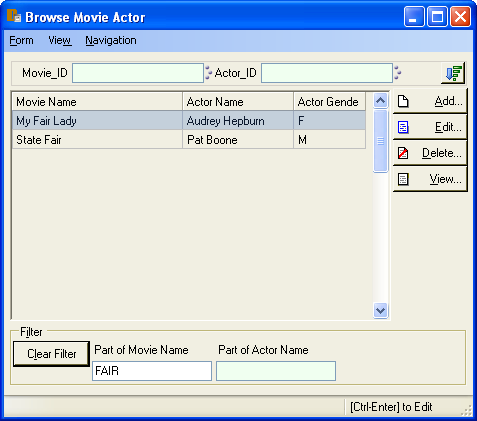 Browse Movie Actor
Form View Navigation
Movie_ID Actor_ID
Movie Name Actor Name Actor Gende
My Fair Lady Audrey Hepburn F
State Fair Pat Boone M
Add...
Edit...
Delete...
View...
Filter
Clear Filter Part of Movie Name Part of Actor Name
FAIR
[Ctrl-Enter] to Edit